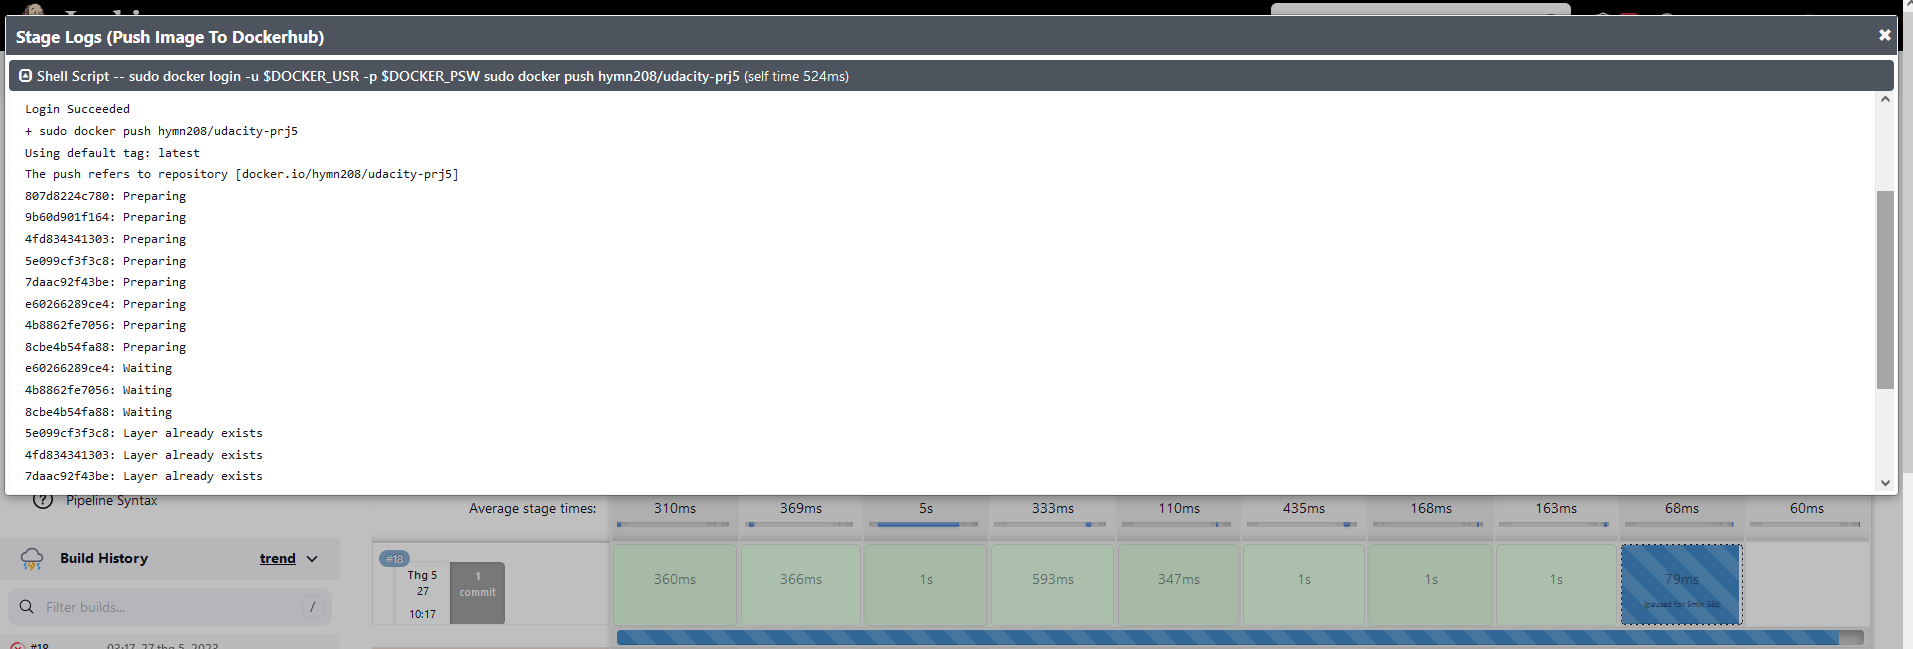 Stage Logs (Push Image To Dockerhub)
Shell Script -- sudo docker login -u $DOCKER_USR -p $DOCKER_PSW sudo docker push hymn208/udacity-prj5 (self time 524ms)
Login Succeeded
+ sudo docker push hymn208/udacity-prj5
Using default tag: latest
The push refers to repository [docker.io/hymn208/udacity-prj5]
807d8224c780: Preparing
9b60d901f164: Preparing
4fd834341303: Preparing
5e099cf3f3c8: Preparing
7daac92f43be: Preparing
e60266289ce4: Preparing
4b8862fe7056: Preparing
8cbe4b54fa88: Preparing
e60266289ce4: Waiting
4b8862fe7056: Waiting
8cbe4b54fa88: Waiting
5e099cf3f3c8: Layer already exists
4fd834341303: Layer already exists
7daac92f43be: Layer already exists
Pipeline Syntax
Average stage times: 310ms 369ms 5s 333ms 110ms 435ms 168ms 163ms 68ms 60ms
Build History trend
Filter builds... /
#18 03:17, 27 thg 5, 2023
#18
Thg 5
27
10:17
1
commit
360ms 366ms 1s 593ms 347ms 1s 1s 1s 79ms
(paused for 5min 58s)